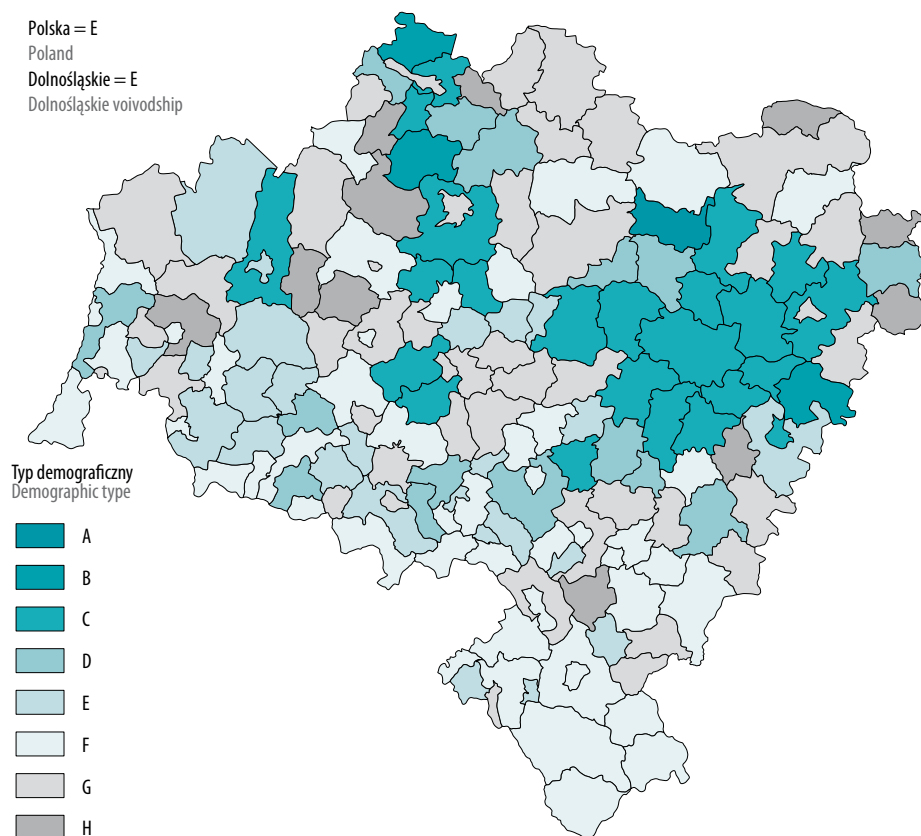 Polska = E
Poland
Dolnośląskie = E
Dolnośląskie voivodship
Typ demograficzny
Demographic type
A
B
C
D
E
F
G
H